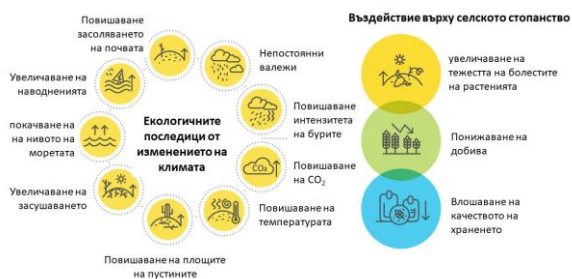 Повишаване
засоляването
на почвата
Непостоянни
валежи
Увеличаване на
наводненията
Повишаване
интензитета
на бурите
покачване на
на нивото на
моретата
Екологичните
последици от
изменението на
климата
Повишаване
на CO₂
CO₂
Увеличаване на
засушаването
Повишаване на
температурата
Повишаване на площите
на пустините
Въздействие върху селското стопанство
увеличаване на
тежестта на болестите
на растенията
Понижаване на
добива
Влошаване на
качеството на
храненето